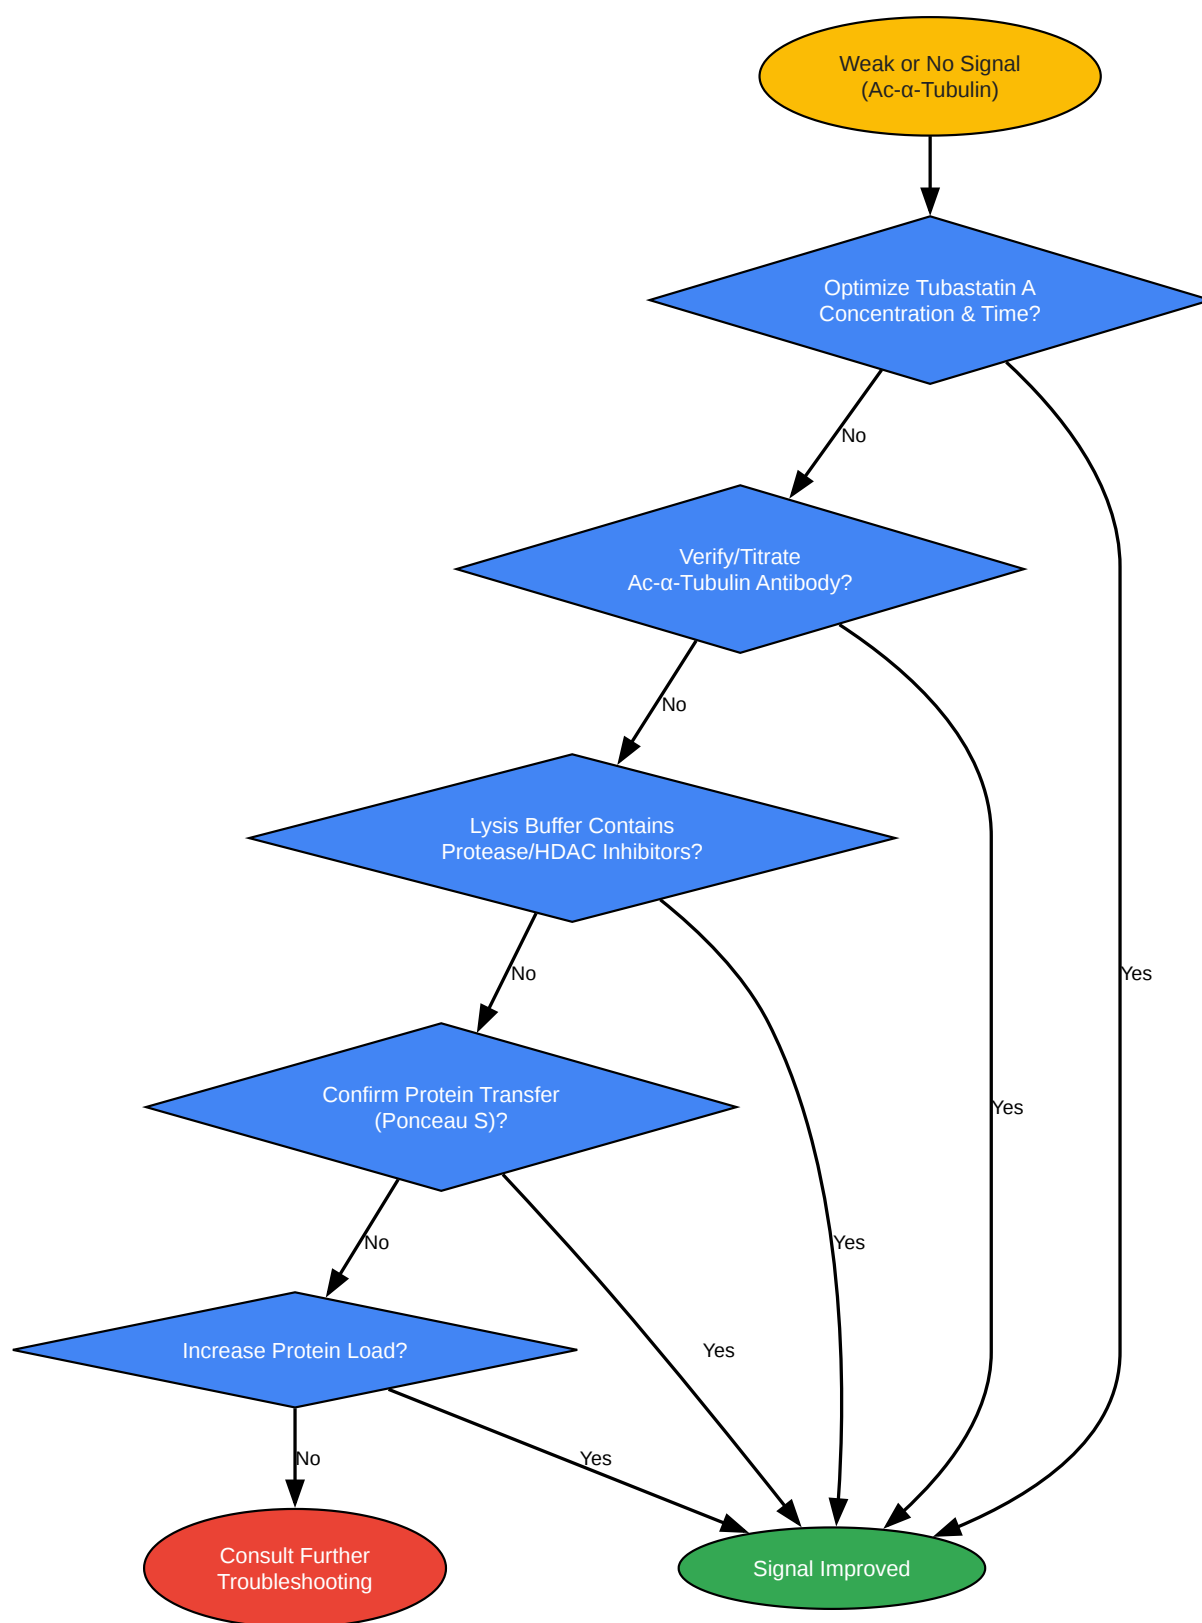 Weak or No Signal
(Ac-α-Tubulin)
Optimize Tubastatin A
Concentration & Time?
No
Verify/Titrate
Ac-α-Tubulin Antibody?
No
Lysis Buffer Contains
Protease/HDAC Inhibitors?
No
Yes
Confirm Protein Transfer
(Ponceau S)?
Yes
No
Yes
Increase Protein Load?
Yes
No
Yes
Consult Further
Troubleshooting
Signal Improved